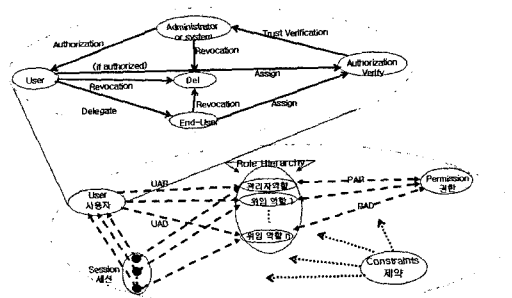 Administrator
or system
Authorization
Trust Verification
Revocation
(if authorized)
User
Del
Assign
Authorization
Verify
Revocation
Revocation
Delegate
Assign
End-User
Role Hierarchy
User
사용자
UAR
관리자역할
PAR
Permission
권한
위임 역할 1
UAD
PAD
위임 역할 n
Session
세션
Constraints
제약